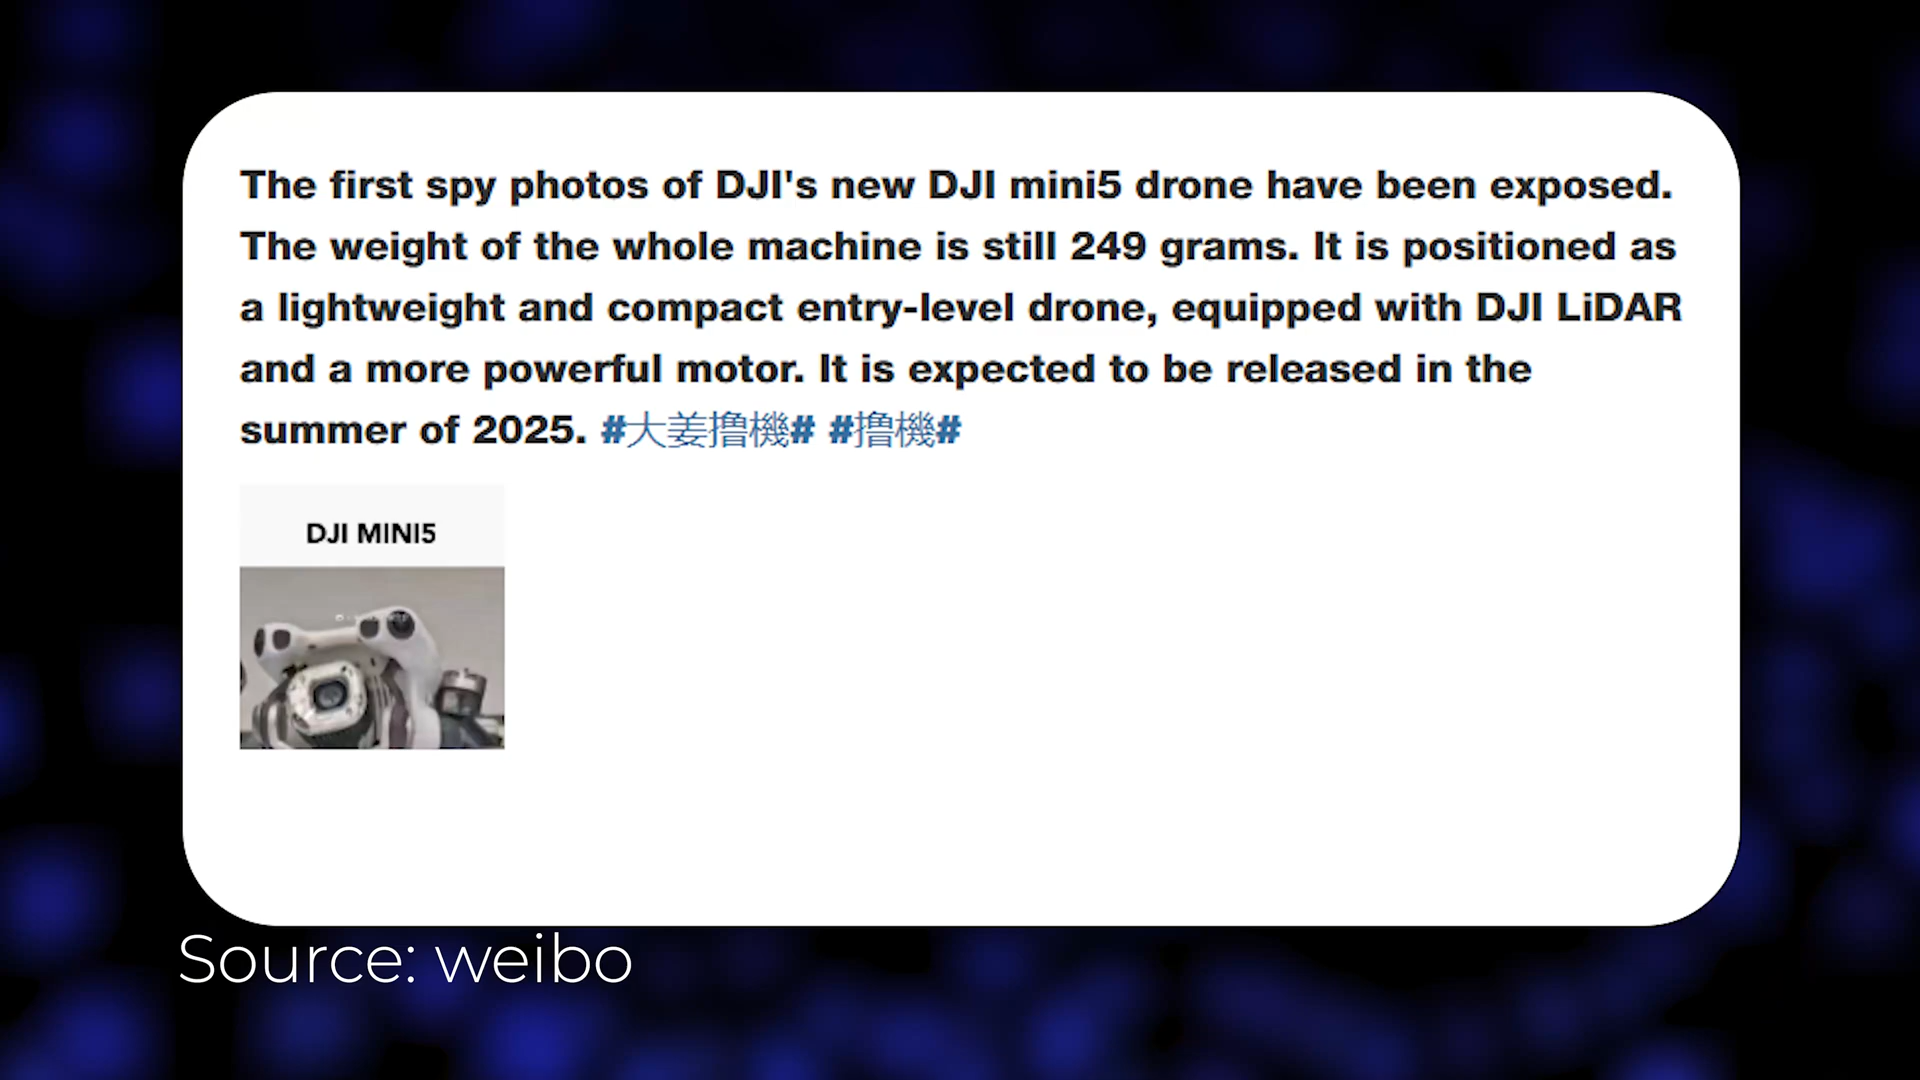 The first spy photos of DJI's new DJI mini5 drone have been exposed.
The weight of the whole machine is still 249 grams. It is positioned as
a lightweight and compact entry-level drone, equipped with DJI LiDAR
and a more powerful motor. It is expected to be released in the
summer of 2025. #大姜撸機# #撸機#
DJI MINI5
Source: weibo